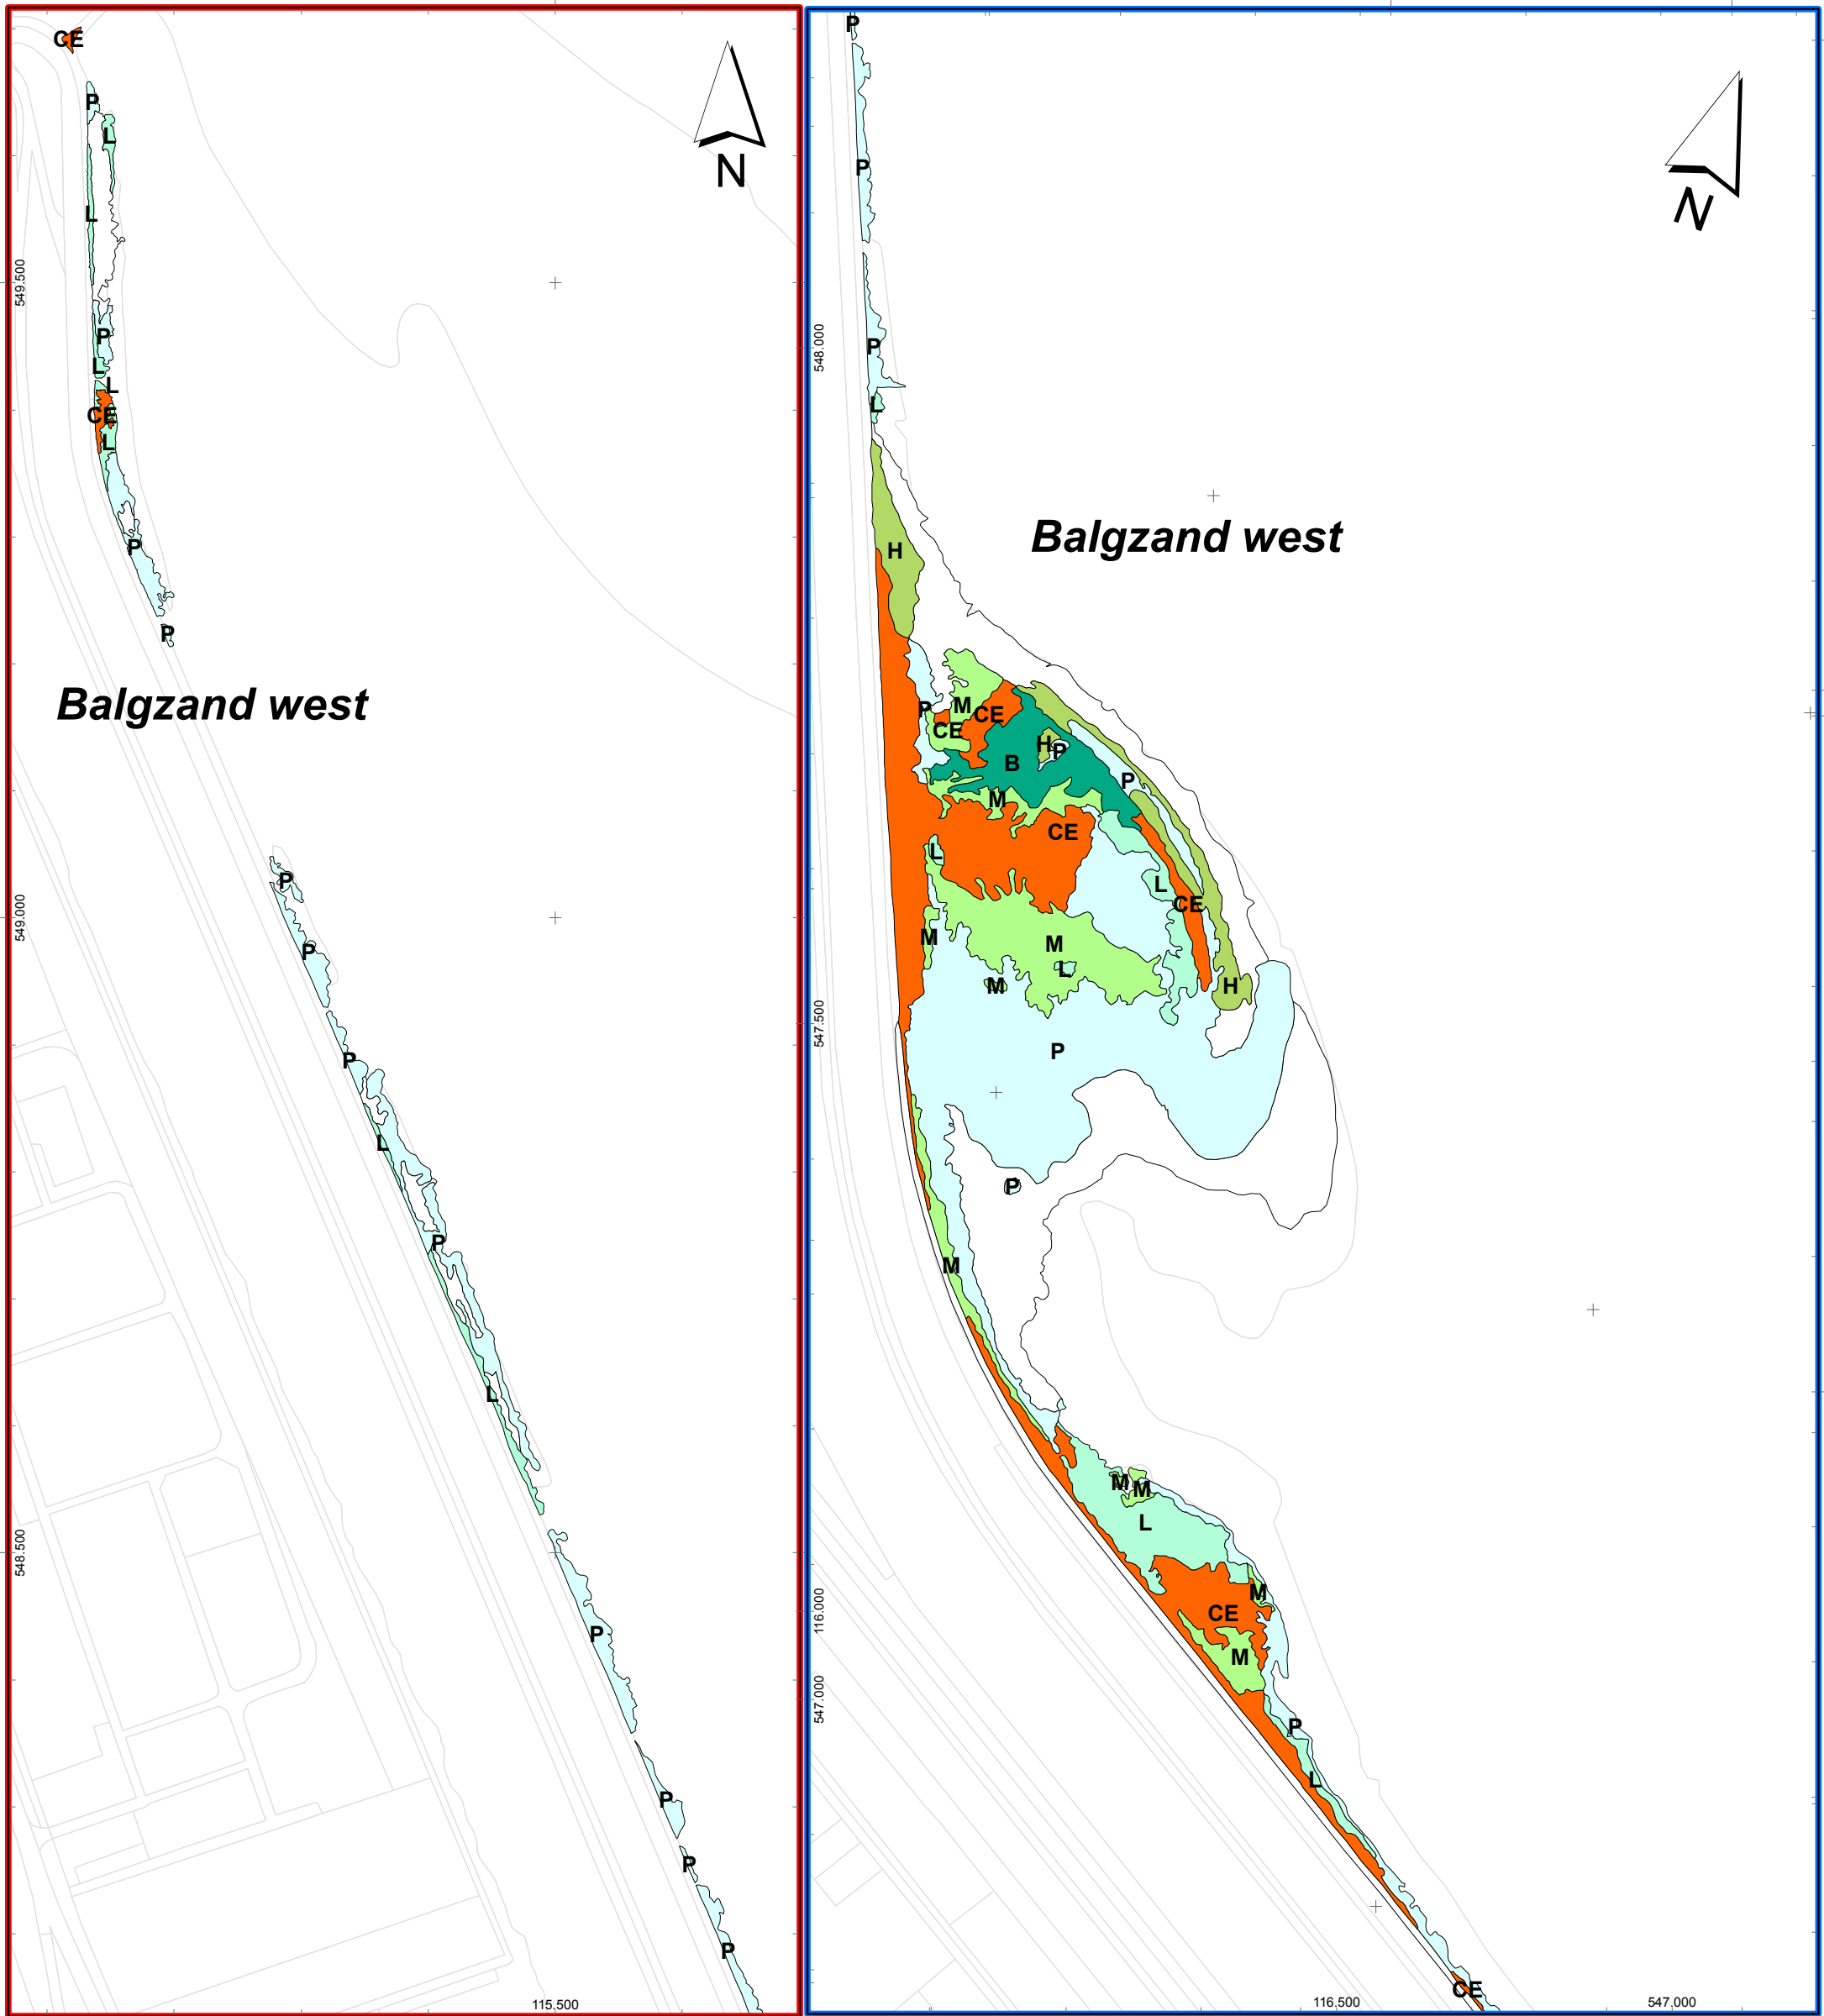 CE
P
L
N
L
549.500
P
L
L
CE
L
P
P
Balgzand west
P
549.000
P
P
L
P
L
548.500
P
P
P
P
115.500
P
N
P
P
548.000
L
Balgzand west
H
P
M
CE
CE
H
P
B
P
M
CE
L
L
CE
M
M
L
M
H
547.500
P
P
M
M
M
L
M
116.000
CE
M
547.000
P
L
CE
116.500
547.000